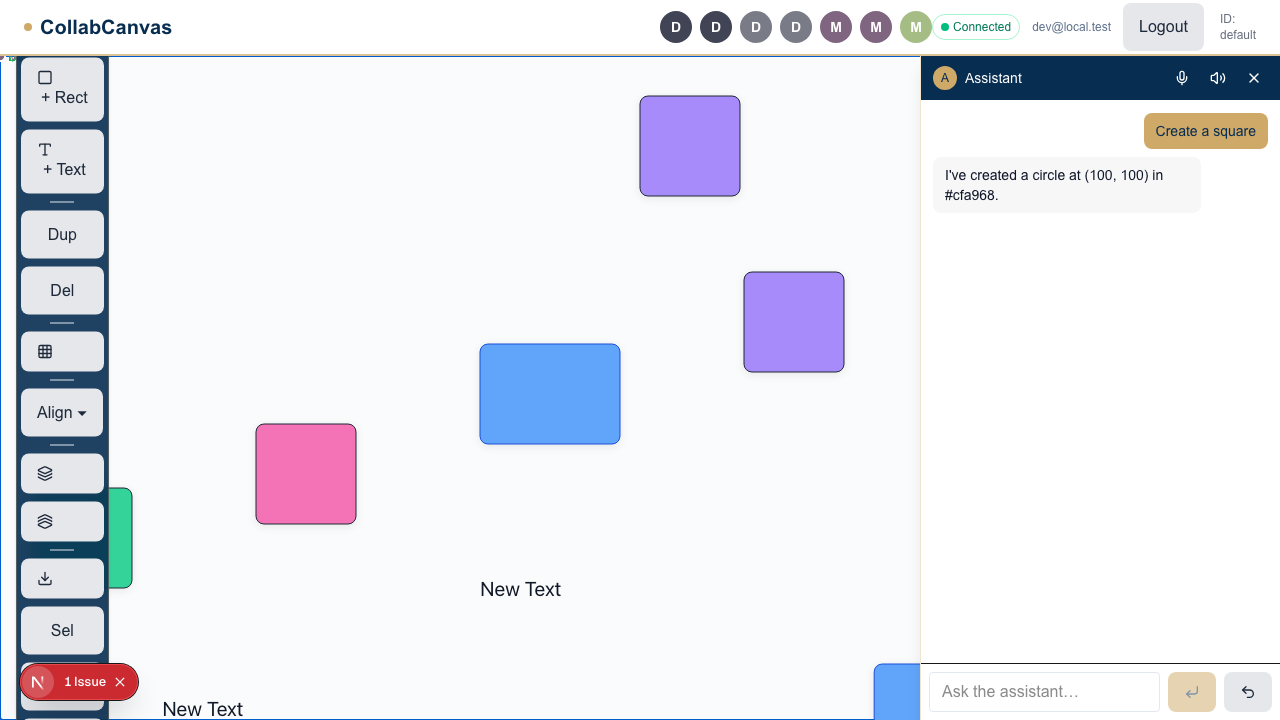 CollabCanvas
D D D D M M M
Connected
dev@local.test
Logout
ID:
default
+ Rect
+ Text
Dup
Del
Align
Sel
1 Issue
New Text
New Text
A Assistant
Create a square
I've created a circle at (100, 100) in
#cfa968.
Ask the assistant…